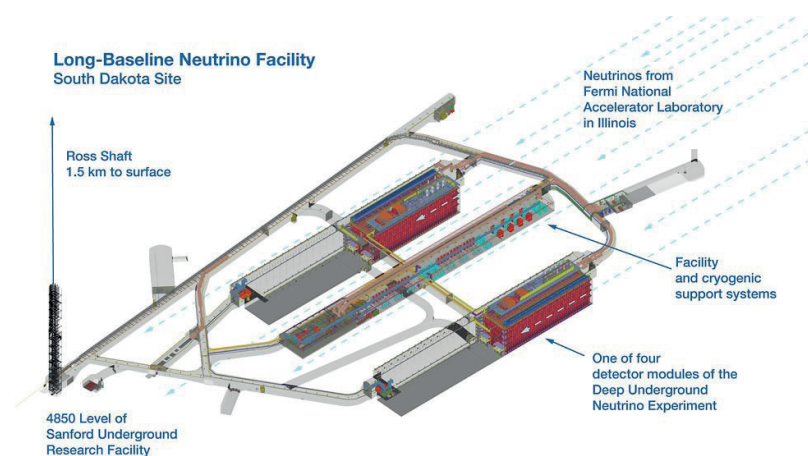 Long-Baseline Neutrino Facility
South Dakota Site
Neutrinos from
Fermi National
Accelerator Laboratory
in Illinois
Ross Shaft
1.5 km to surface
Facility
and cryogenic
support systems
One of four
detector modules of the
Deep Underground
Neutrino Experiment
4850 Level of
Sanford Underground
Research Facility